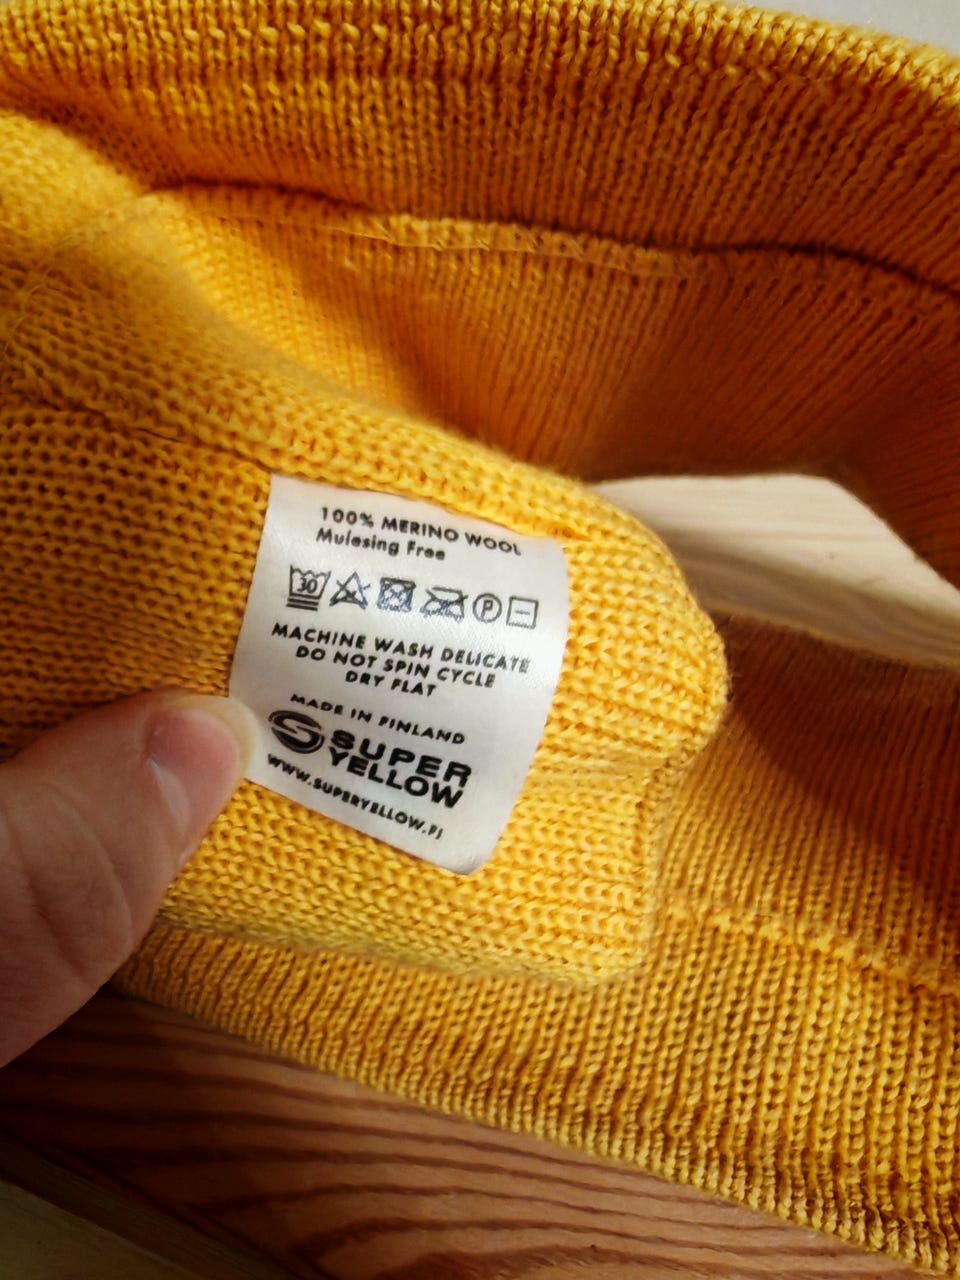 100% MERINO WOOL
Mulesing Free
30 P
MACHINE WASH DELICATE
DO NOT SPIN CYCLE
DRY FLAT
MADE IN FINLAND
SUPER
YELLOW
WWW.SUPERYELLOW.FI